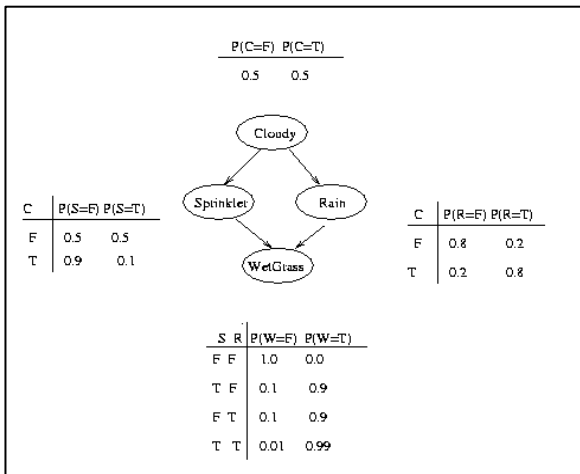 P(C=F) P(C=T)
0.5 0.5
Cloudy
Sprinkler
Rain
WetGrass
C P(S=F) P(S=T)
F 0.5 0.5
T 0.9 0.1
C P(R=F) P(R=T)
F 0.8 0.2
T 0.2 0.8
S R P(W=F) P(W=T)
F F 1.0 0.0
T F 0.1 0.9
F T 0.1 0.9
T T 0.01 0.99